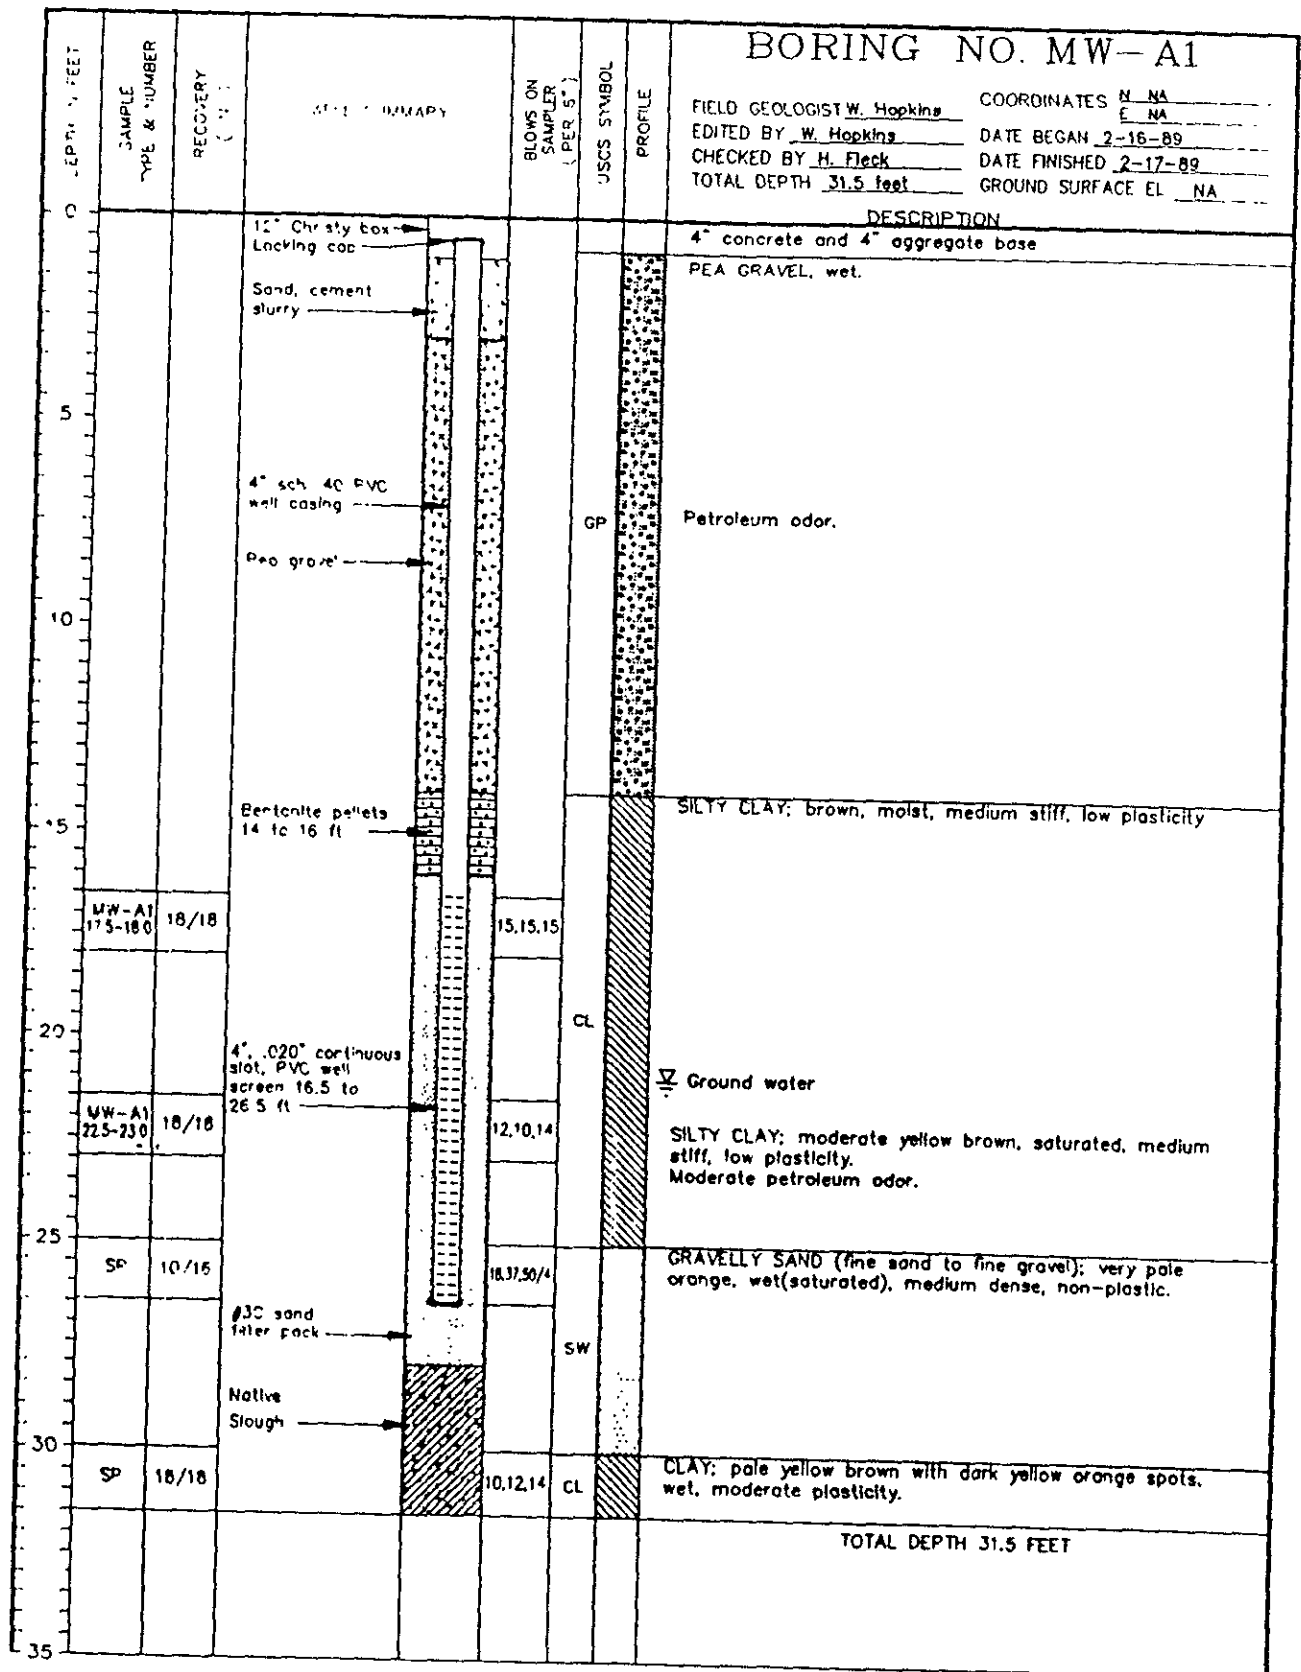 BORING NO. MW-A1
FIELD GEOLOGIST W. Hopkins
COORDINATES N NA
E NA
EDITED BY W. Hopkins
DATE BEGAN 2-16-89
CHECKED BY H. Fleck
DATE FINISHED 2-17-89
TOTAL DEPTH 31.5 feet
GROUND SURFACE EL NA
DESCRIPTION
FEET
SAMPLE
TYPE & NUMBER
RECOVERY
BLOWS ON
SAMPLER
(PER 6")
USCS SYMBOL
PROFILE
0
12" Christy box
Locking cap
4" concrete and 4" aggregate base
PEA GRAVEL, wet.
Sand, cement
slurry
5
4" sch. 40 PVC
well casing
GP
Petroleum odor.
Pea gravel
10
Bentonite pellets
14 to 16 ft
15
SILTY CLAY; brown, moist, medium stiff, low plasticity
MW-A1
17.5-18.0
18/18
15,15,15
20
CL
4", .020" continuous
slot, PVC well
screen 16.5 to
26.5 ft
Ground water
MW-A1
22.5-23.0
18/18
12,10,14
SILTY CLAY; moderate yellow brown, saturated, medium
stiff, low plasticity.
Moderate petroleum odor.
25
SP
10/16
18,37,50/4
GRAVELLY SAND (fine sand to fine gravel); very pale
orange, wet(saturated), medium dense, non-plastic.
#30 sand
filter pack
SW
Native
Slough
30
SP
18/18
10,12,14
CL
CLAY; pale yellow brown with dark yellow orange spots,
wet, moderate plasticity.
TOTAL DEPTH 31.5 FEET
35